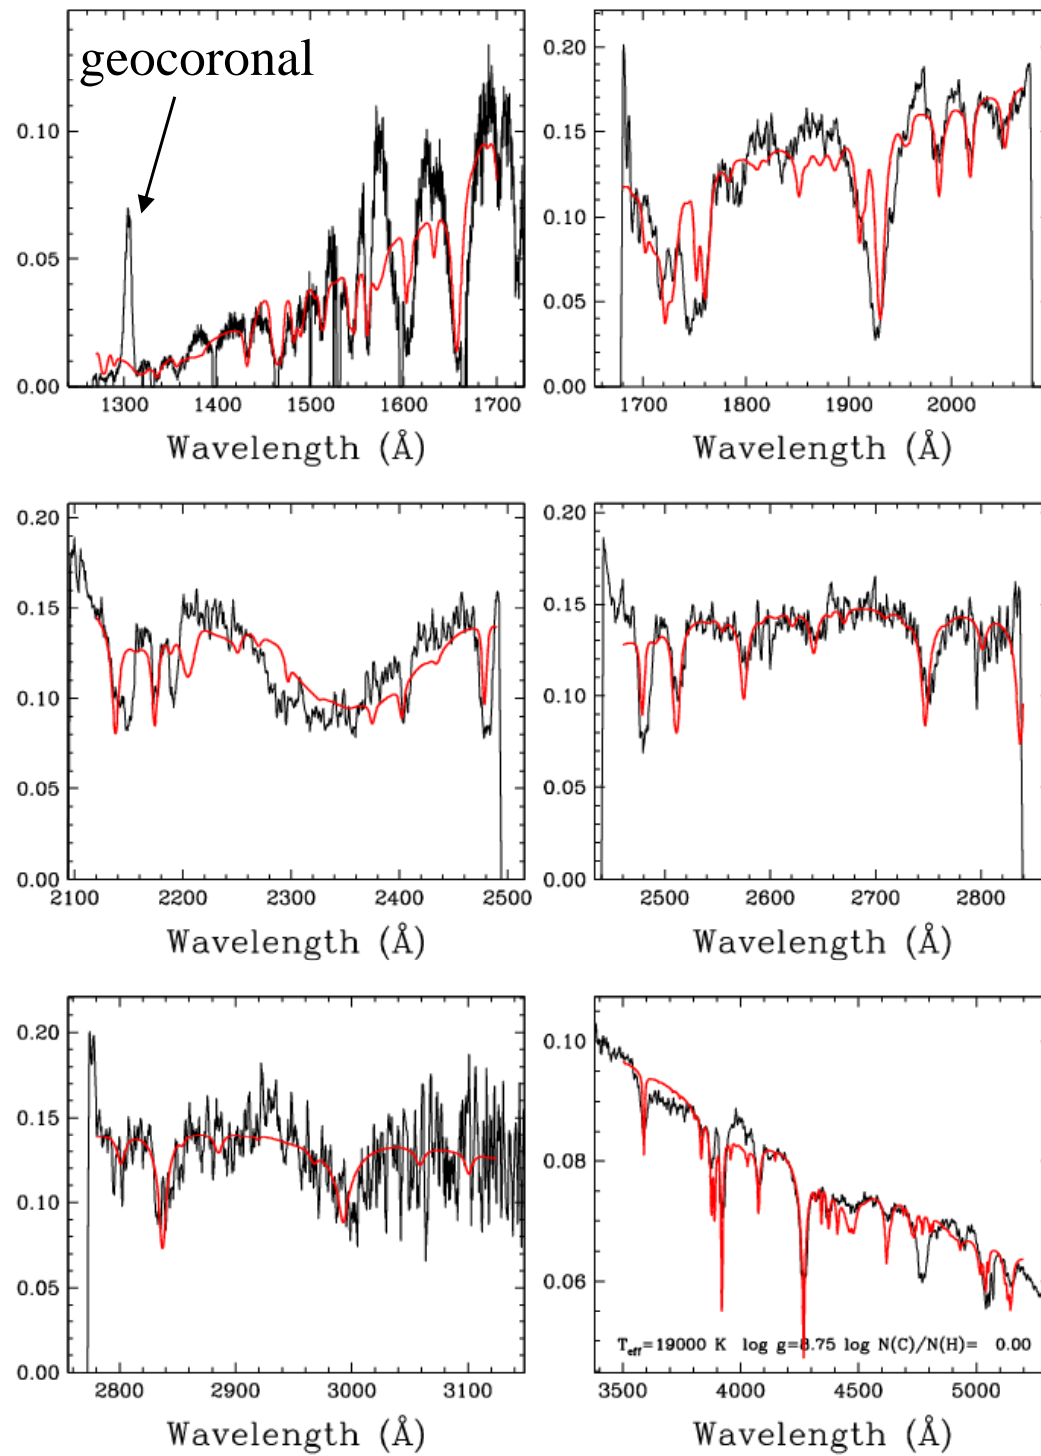 geocoronal
0.10
0.05
0.00
1300 1400 1500 1600 1700
Wavelength (Å)
0.20
0.15
0.10
0.05
0.00
1700 1800 1900 2000
Wavelength (Å)
0.20
0.15
0.10
0.05
0.00
2100 2200 2300 2400 2500
Wavelength (Å)
0.20
0.15
0.10
0.05
0.00
2500 2600 2700 2800
Wavelength (Å)
0.20
0.15
0.10
0.05
0.00
2800 2900 3000 3100
Wavelength (Å)
0.10
0.08
0.06
T_eff=19000 K log g=8.75 log N(C)/N(H)= 0.00
3500 4000 4500 5000
Wavelength (Å)